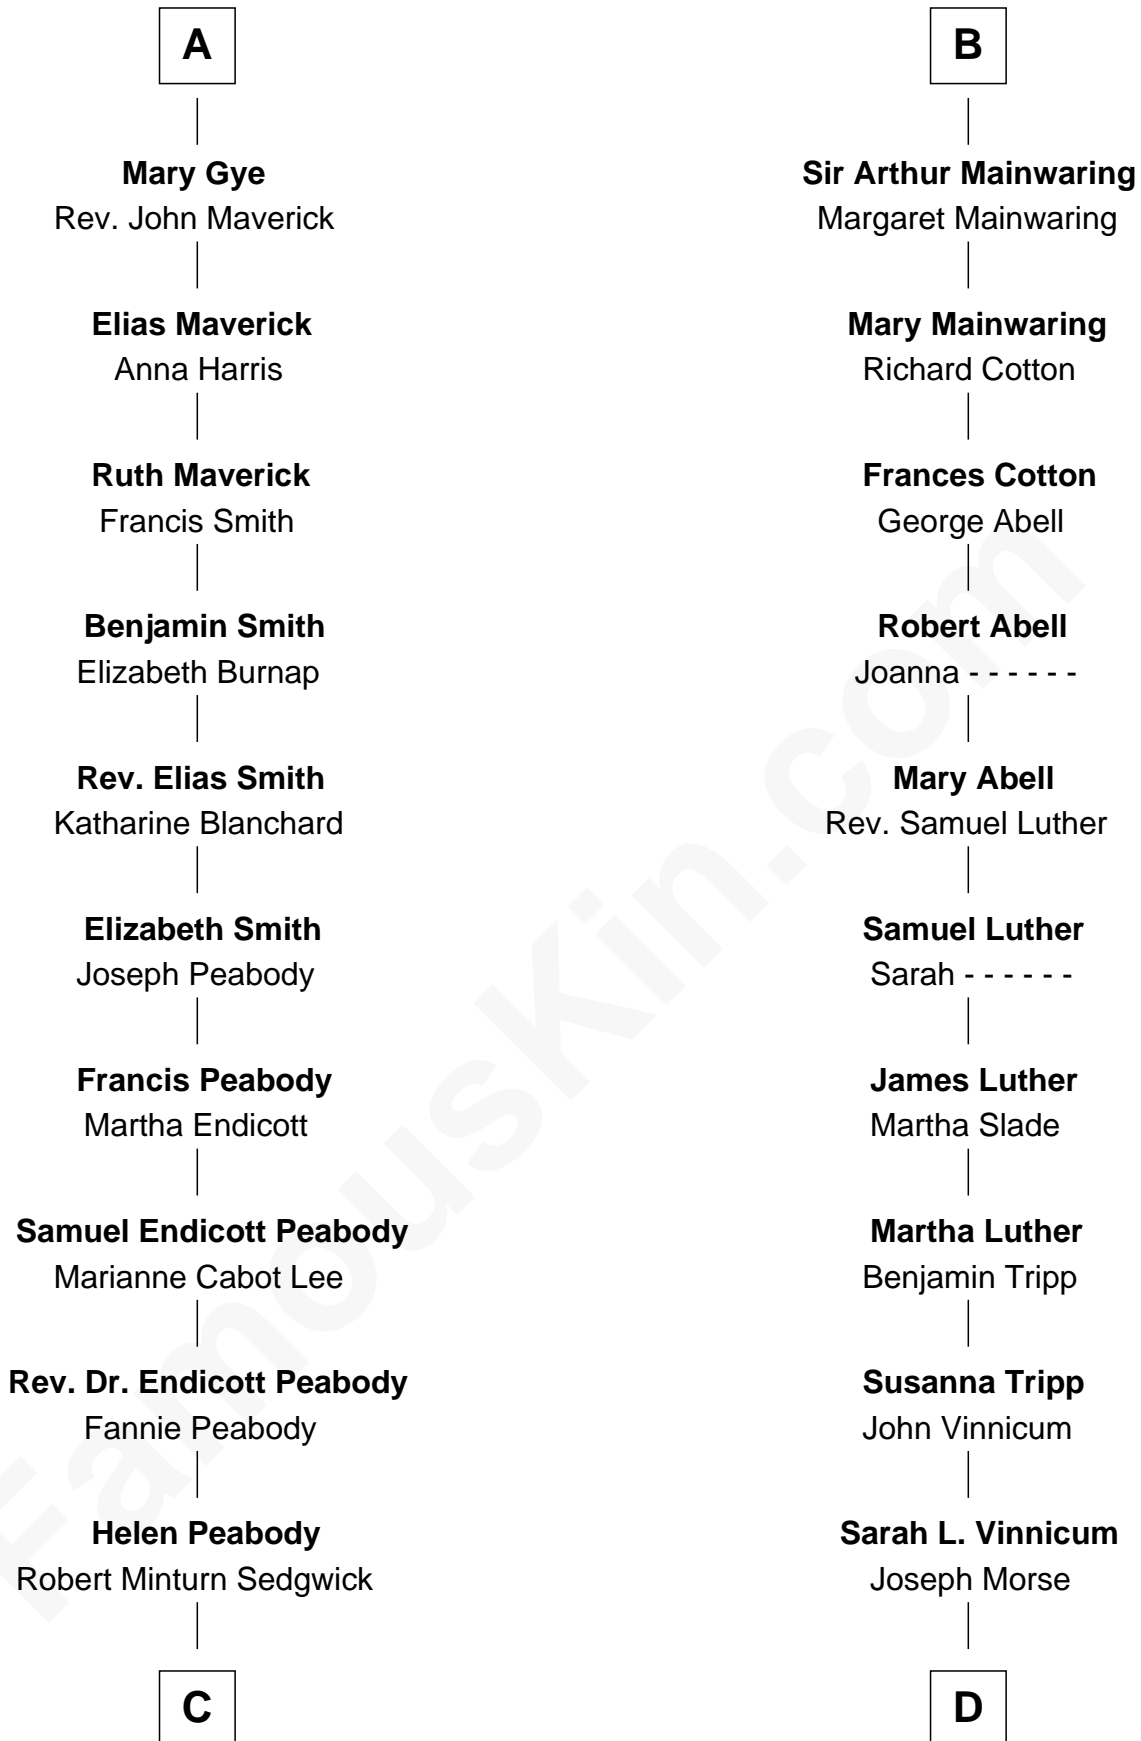 A
Mary Gye
Rev. John Maverick
Elias Maverick
Anna Harris
Ruth Maverick
Francis Smith
Benjamin Smith
Elizabeth Burnap
Rev. Elias Smith
Katharine Blanchard
Elizabeth Smith
Joseph Peabody
Francis Peabody
Martha Endicott
Samuel Endicott Peabody
Marianne Cabot Lee
Rev. Dr. Endicott Peabody
Fannie Peabody
Helen Peabody
Robert Minturn Sedgwick
C
B
Sir Arthur Mainwaring
Margaret Mainwaring
Mary Mainwaring
Richard Cotton
Frances Cotton
George Abell
Robert Abell
Joanna - - - - - -
Mary Abell
Rev. Samuel Luther
Samuel Luther
Sarah - - - - - -
James Luther
Martha Slade
Martha Luther
Benjamin Tripp
Susanna Tripp
John Vinnicum
Sarah L. Vinnicum
Joseph Morse
D
FamousKin.com